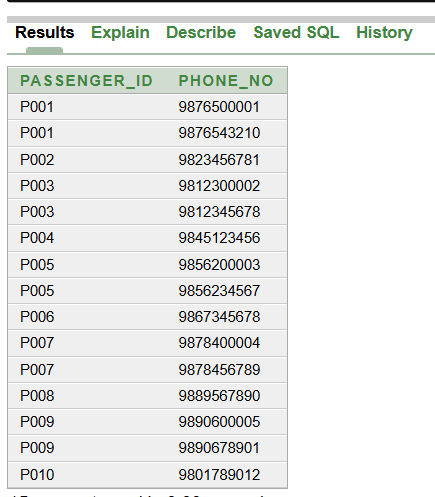 Results Explain Describe Saved SQL History
PASSENGER_ID PHONE_NO
P001 9876500001
P001 9876543210
P002 9823456781
P003 9812300002
P003 9812345678
P004 9845123456
P005 9856200003
P005 9856234567
P006 9867345678
P007 9878400004
P007 9878456789
P008 9889567890
P009 9890600005
P009 9890678901
P010 9801789012